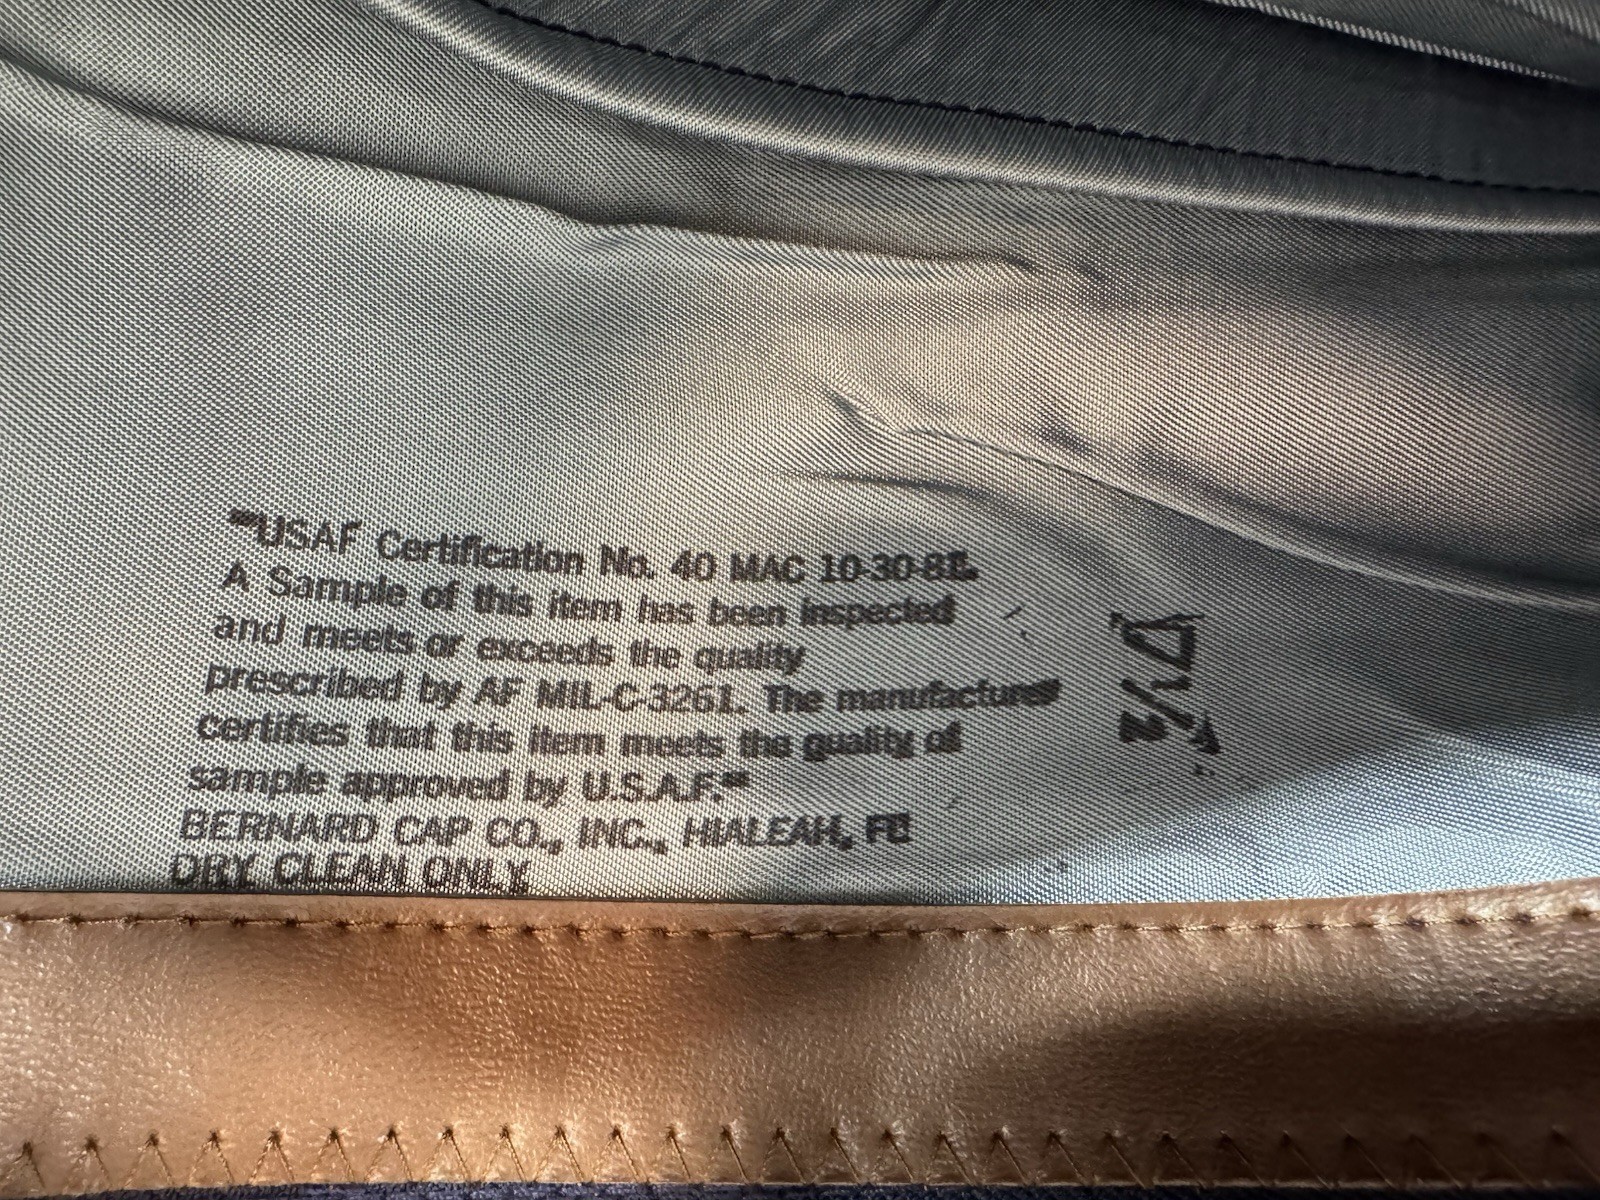 "USAF Certification No. 40 MAC 10-30-81.
A Sample of this item has been inspected
and meets or exceeds the quality
prescribed by AF MIL-C-3261. The manufacturer
certifies that this item meets the quality of
sample approved by U.S.A.F."
BERNARD CAP CO., INC., HIALEAH, FL
DRY CLEAN ONLY